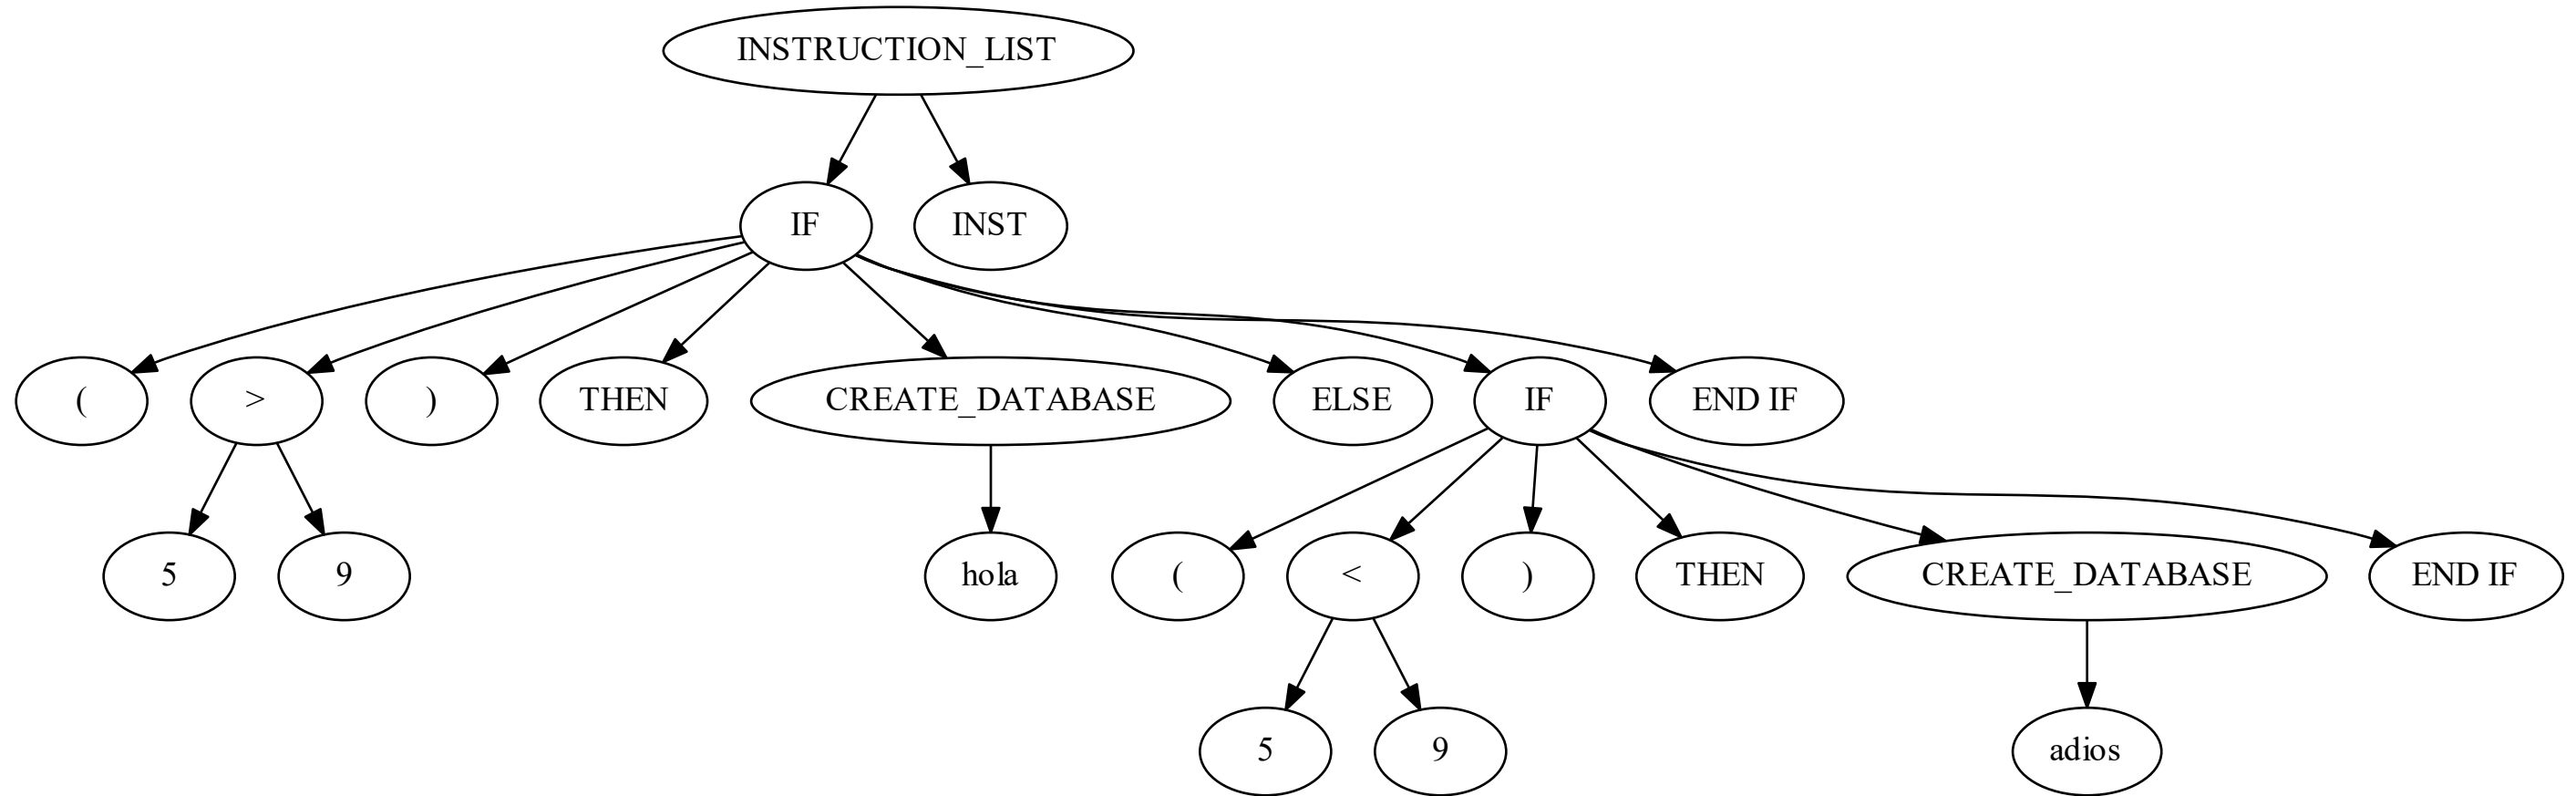 INSTRUCTION_LIST
IF
INST
(
>
)
THEN
CREATE_DATABASE
ELSE
IF
END IF
5
9
hola
(
<
)
THEN
CREATE_DATABASE
END IF
5
9
adios